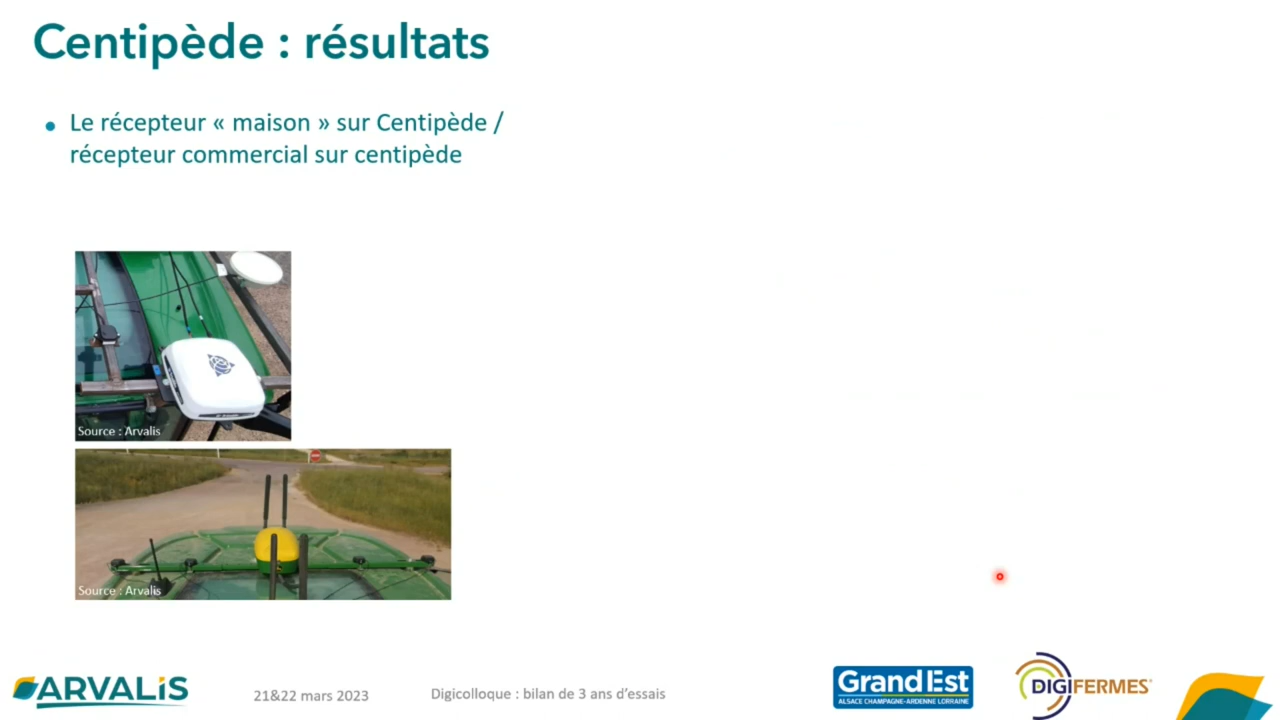 Centipède : résultats
• Le récepteur « maison » sur Centipède /
récepteur commercial sur centipède
Source : Arvalis
Source : Arvalis
ARVALiS
21&22 mars 2023
Digicolloque : bilan de 3 ans d’essais
Grand Est
ALSACE CHAMPAGNE-ARDENNE LORRAINE
DIGIFERMES